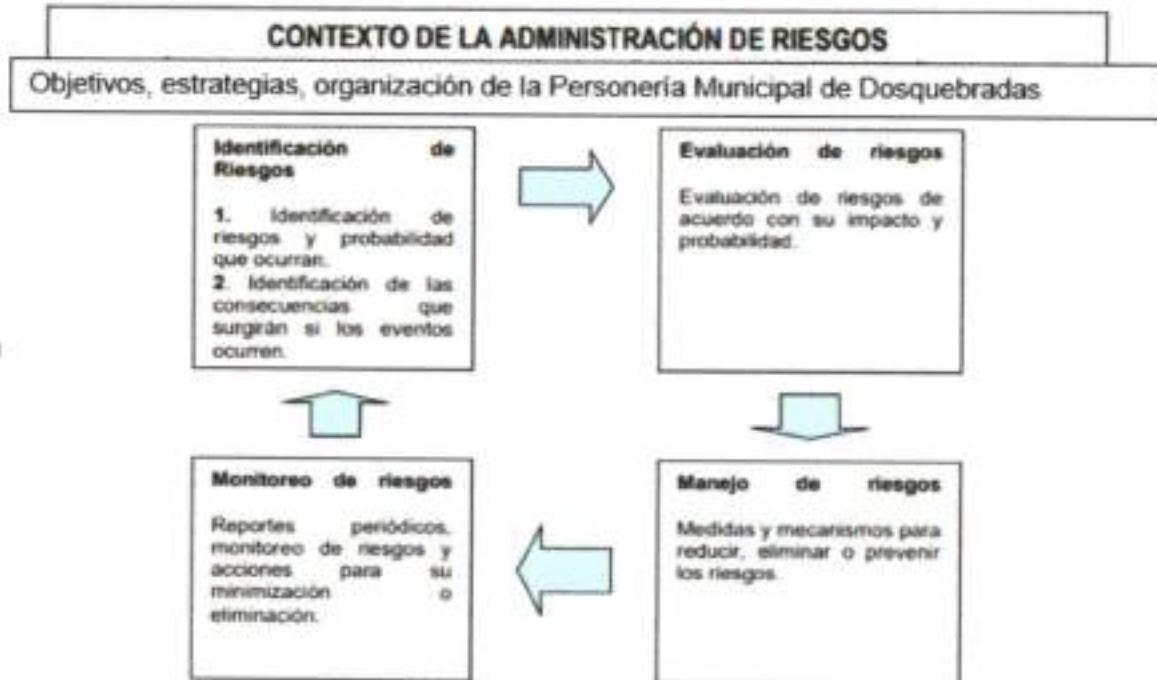 CONTEXTO DE LA ADMINISTRACIÓN DE RIESGOS
Objetivos, estrategias, organización de la Personería Municipal de Dosquebradas
Identificación de
Riesgos
1. Identificación de
riesgos y probabilidad
que ocurran.
2. Identificación de las
consecuencias que
surgirán si los eventos
ocurren.
Evaluación de riesgos
Evaluación de riesgos de
acuerdo con su impacto y
probabilidad.
Monitoreo de riesgos
Reportes periódicos,
monitoreo de riesgos y
acciones para su
minimización o
eliminación.
Manejo de riesgos
Medidas y mecanismos para
reducir, eliminar o prevenir
los riesgos.